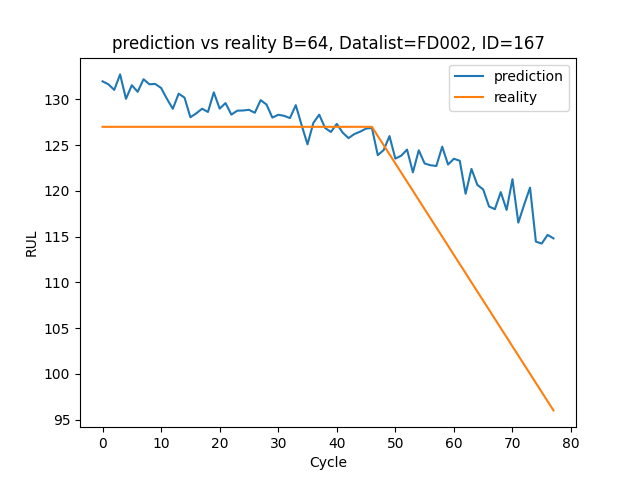 prediction vs reality B=64, Datalist=FD002, ID=167
prediction
reality
130
125
120
115
110
105
100
95
RUL
0 10 20 30 40 50 60 70 80
Cycle